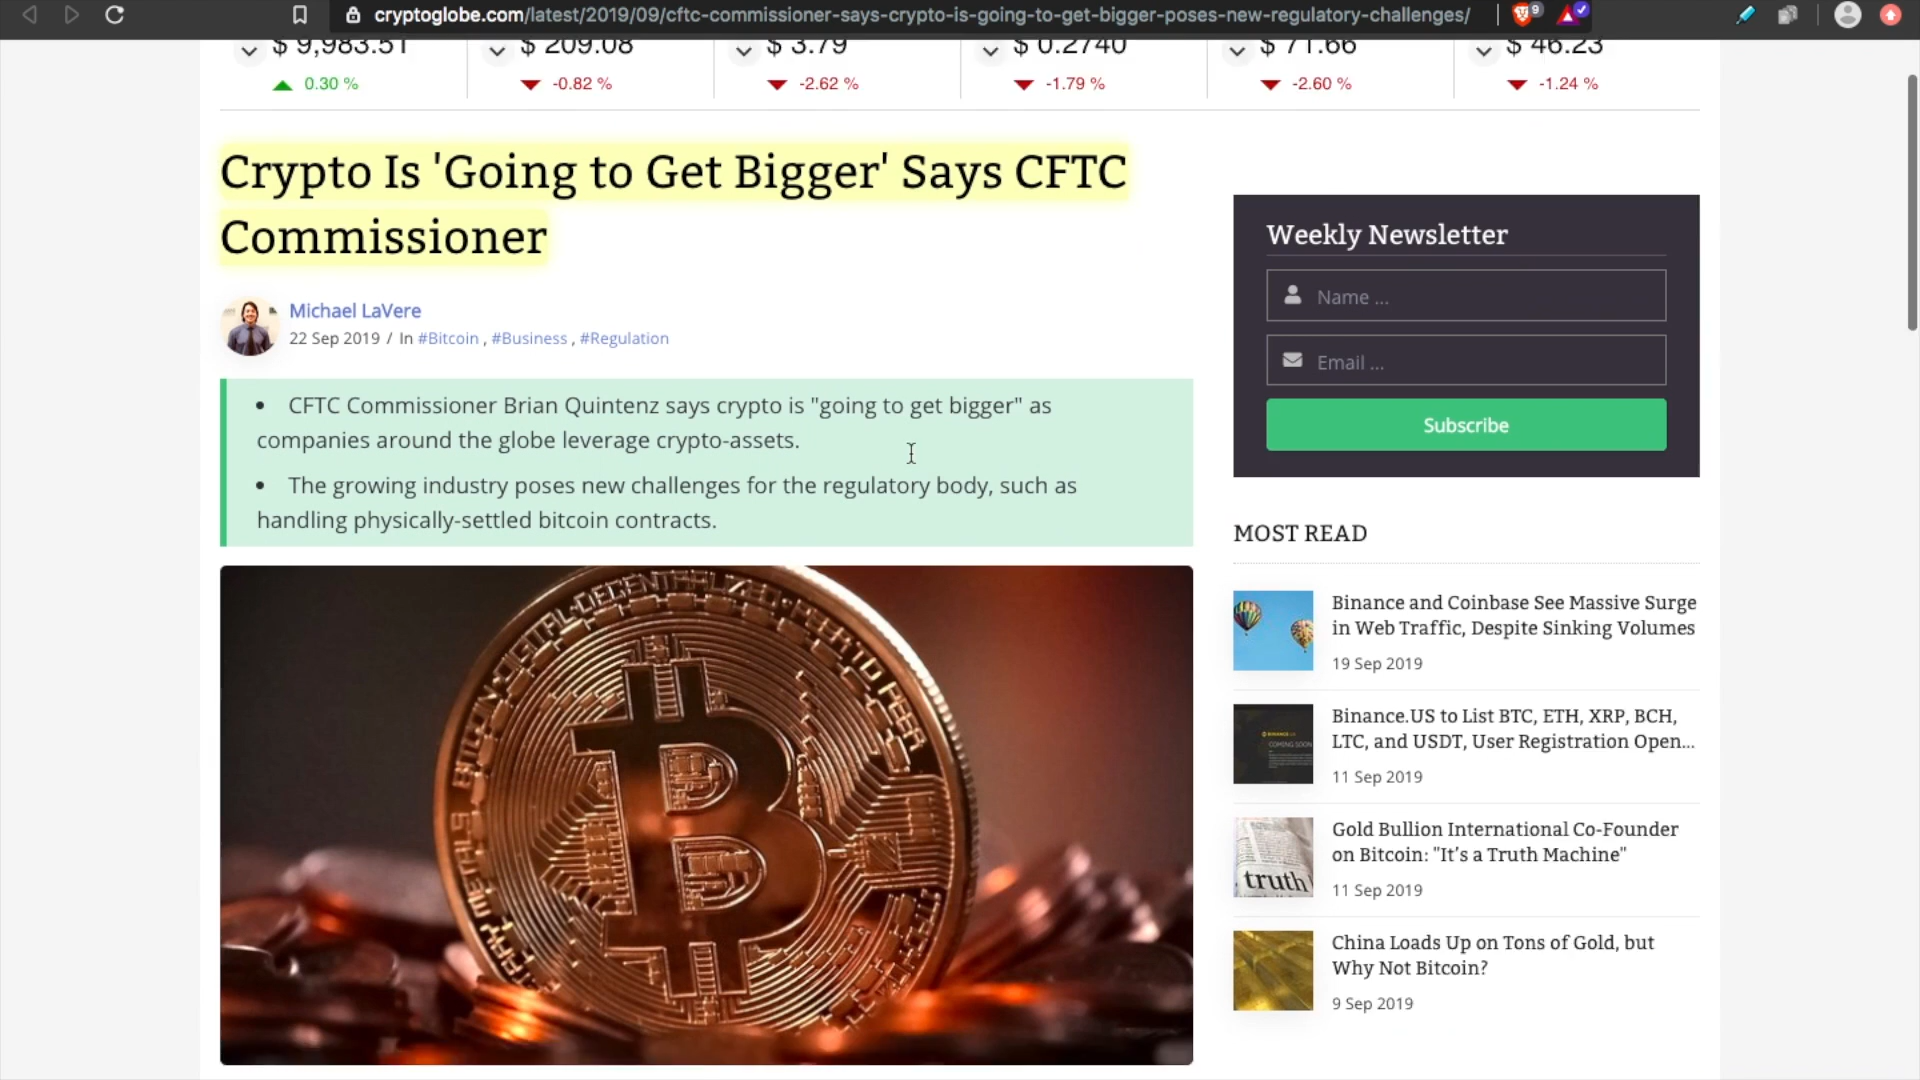 cryptoglobe.com/latest/2019/09/cftc-commissioner-says-crypto-is-going-to-get-bigger-poses-new-regulatory-challenges/
9
$ 9,983.51
$ 209.08
$ 3.79
$ 0.2740
$ 71.66
$ 46.23
0.30 %
-0.82 %
-2.62 %
-1.79 %
-2.60 %
-1.24 %
Crypto Is 'Going to Get Bigger' Says CFTC
Commissioner
Michael LaVere
22 Sep 2019 / In #Bitcoin , #Business , #Regulation
• CFTC Commissioner Brian Quintenz says crypto is "going to get bigger" as
companies around the globe leverage crypto-assets.
• The growing industry poses new challenges for the regulatory body, such as
handling physically-settled bitcoin contracts.
Weekly Newsletter
Name ...
Email ...
Subscribe
MOST READ
Binance and Coinbase See Massive Surge
in Web Traffic, Despite Sinking Volumes
19 Sep 2019
Binance.US to List BTC, ETH, XRP, BCH,
LTC, and USDT, User Registration Open...
11 Sep 2019
truth
Gold Bullion International Co-Founder
on Bitcoin: "It’s a Truth Machine"
11 Sep 2019
China Loads Up on Tons of Gold, but
Why Not Bitcoin?
9 Sep 2019
DECENTRALIZED
PEER
BITCOIN